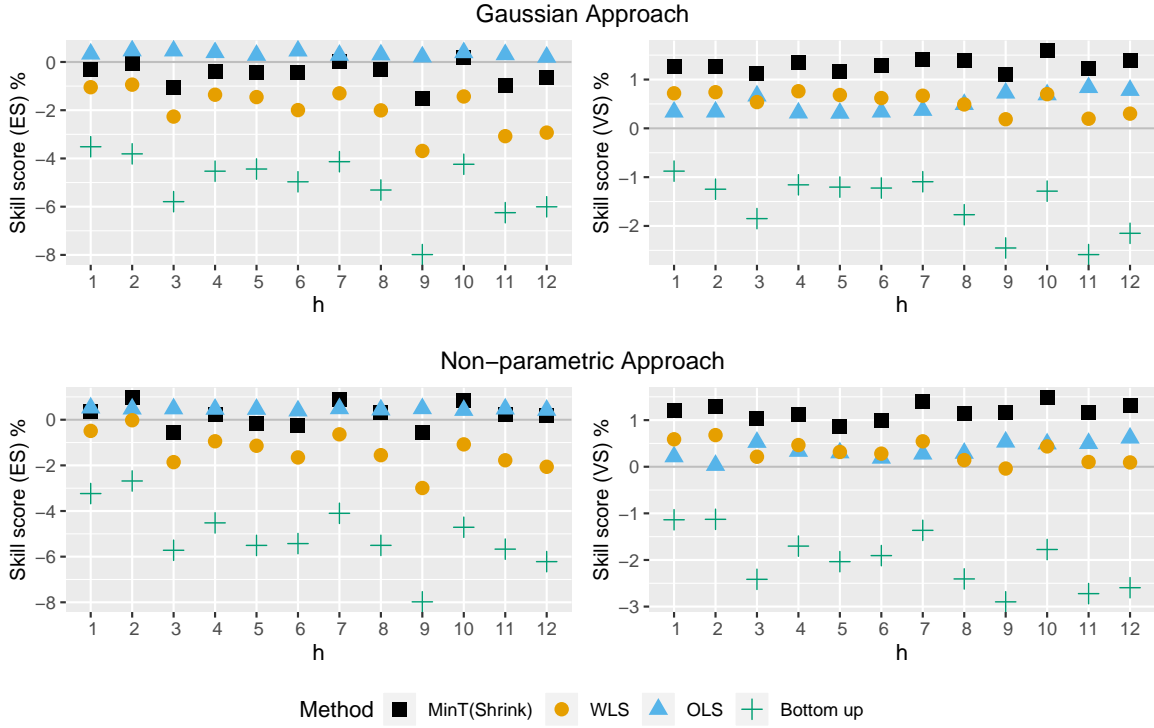 Gaussian Approach
Skill score (ES) %
0
−2
−4
−6
−8
1 2 3 4 5 6 7 8 9 10 11 12
h
Skill score (VS) %
1
0
−1
−2
1 2 3 4 5 6 7 8 9 10 11 12
h
Non−parametric Approach
Skill score (ES) %
0
−2
−4
−6
−8
1 2 3 4 5 6 7 8 9 10 11 12
h
Skill score (VS) %
1
0
−1
−2
−3
1 2 3 4 5 6 7 8 9 10 11 12
h
Method MinT(Shrink) WLS OLS Bottom up